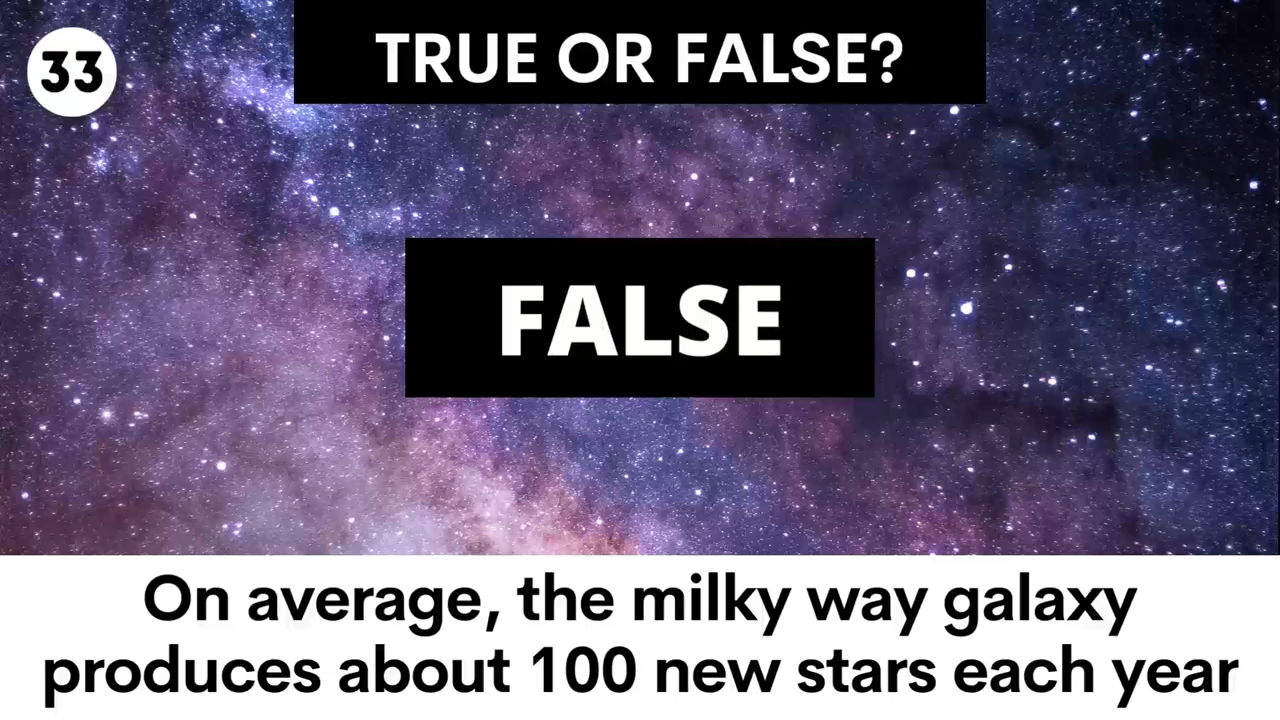 33
TRUE OR FALSE?
FALSE
On average, the milky way galaxy
produces about 100 new stars each year